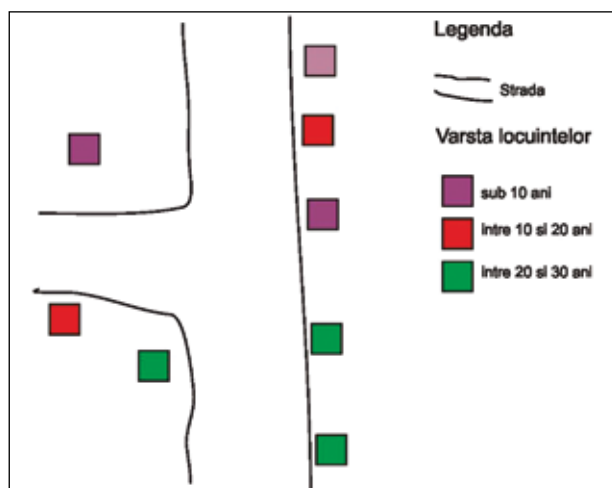 Legenda
Strada
Varsta locuintelor
sub 10 ani
intre 10 si 20 ani
intre 20 si 30 ani